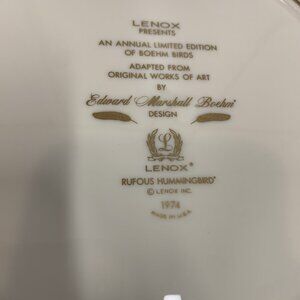 LENOX
PRESENTS
AN ANNUAL LIMITED EDITION
OF BOEHM BIRDS
ADAPTED FROM
ORIGINAL WORKS OF ART
BY
Edward Marshall Boehm
DESIGN
L
LENOX®
RUFOUS HUMMINGBIRD
© LENOX INC.
1974
MADE IN U.S.A.